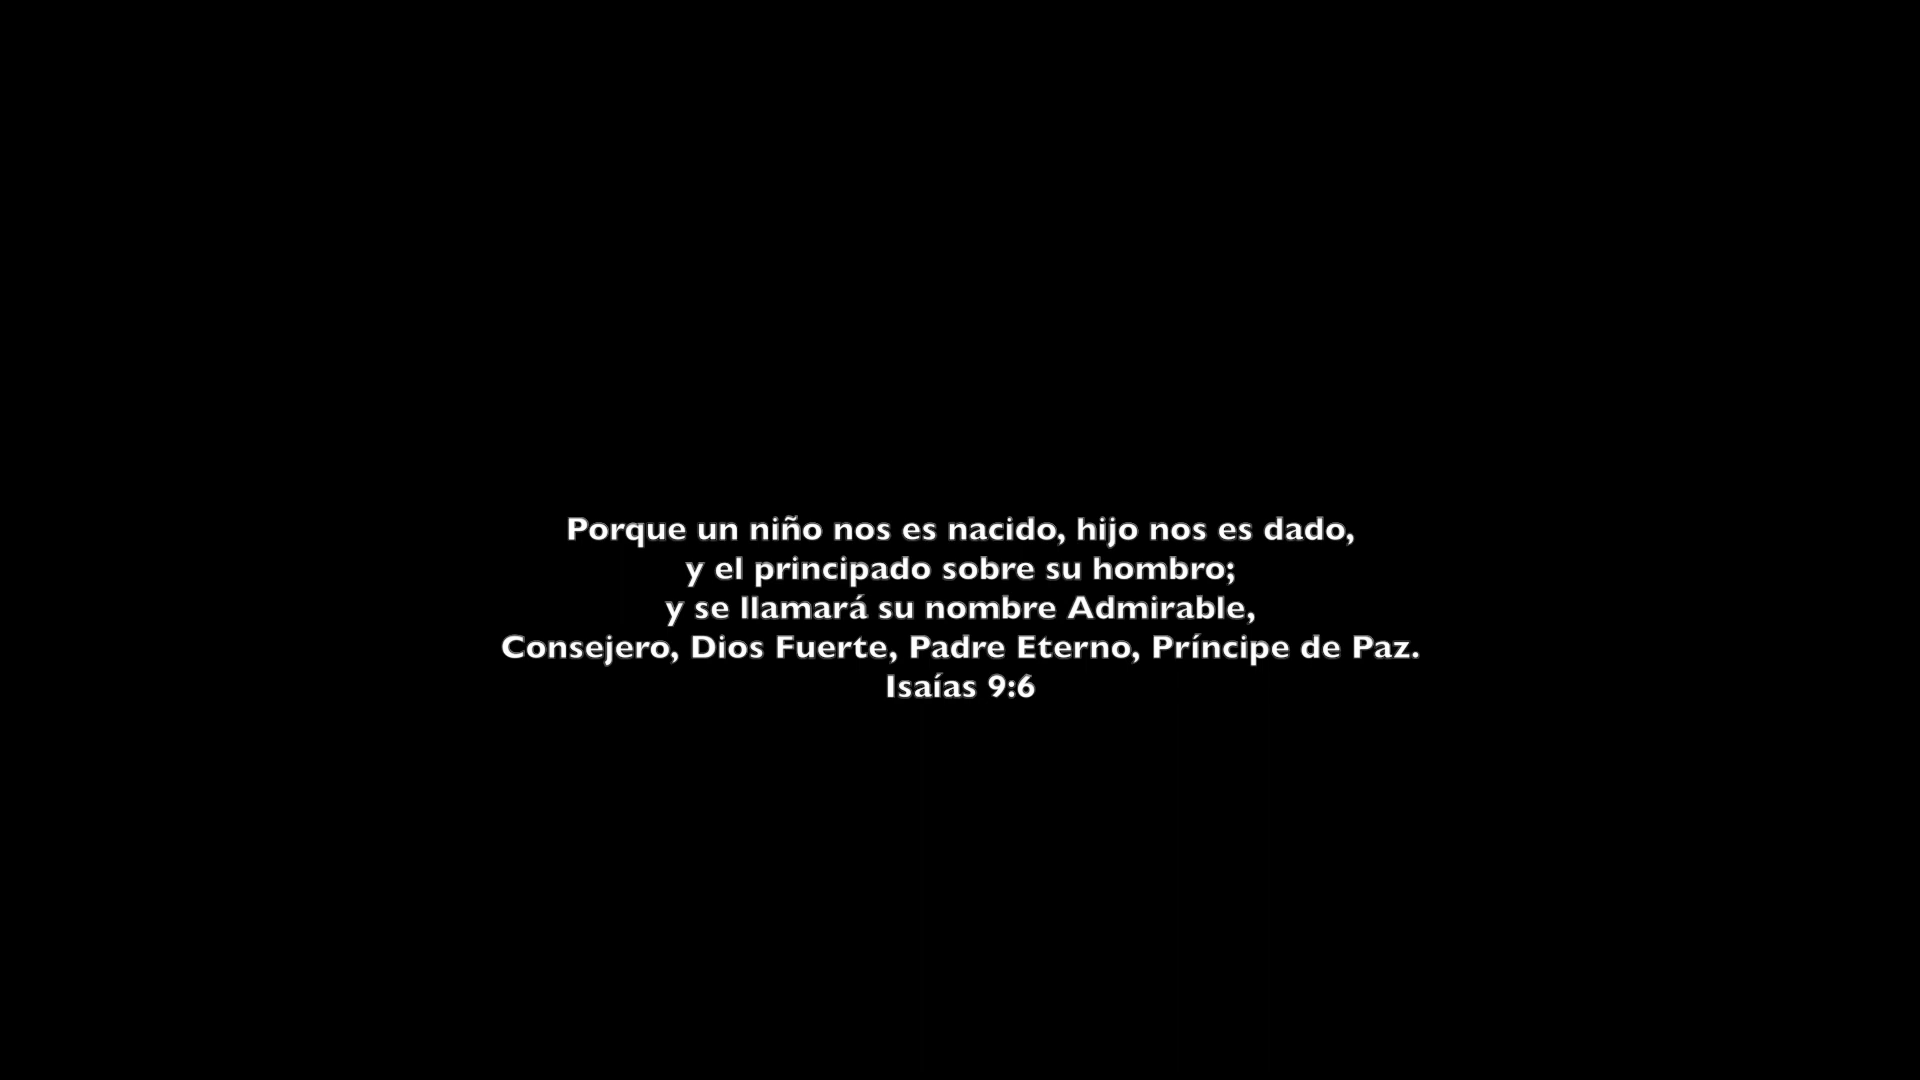 Porque un niño nos es nacido, hijo nos es dado,
y el principado sobre su hombro;
y se llamará su nombre Admirable,
Consejero, Dios Fuerte, Padre Eterno, Príncipe de Paz.
Isaías 9:6